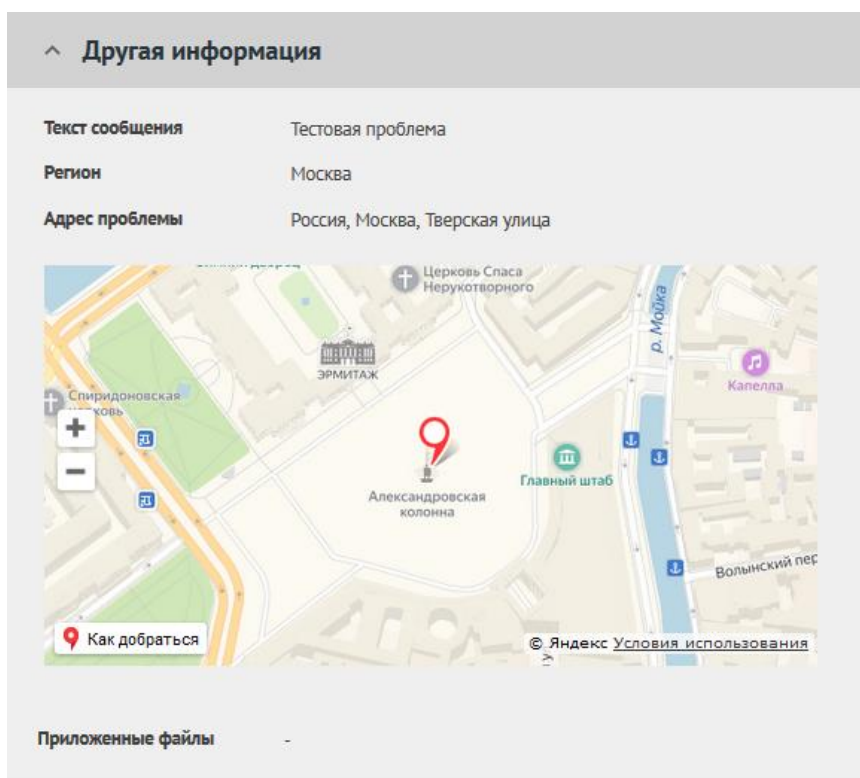 Другая информация
Текст сообщения Тестовая проблема
Регион Москва
Адрес проблемы Россия, Москва, Тверская улица
Церковь Спаса
Нерукотворного
р. Мойка
ЭРМИТАЖ
Капелла
Спиридоновская
Главный штаб
Александровская
колонна
Волынский пер
Как добраться
© Яндекс Условия использования
Приложенные файлы -